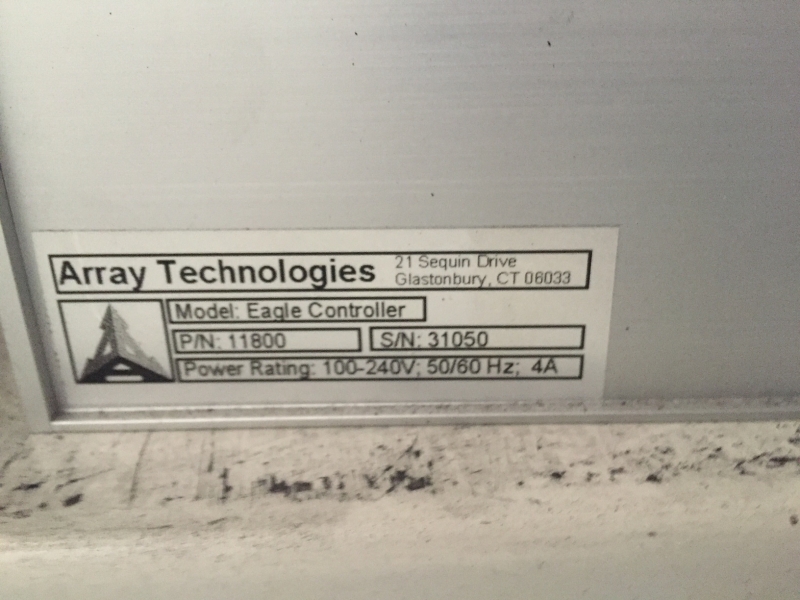 Array Technologies
21 Sequin Drive
Glastonbury, CT 06033
Model: Eagle Controller
P/N: 11800
S/N: 31050
Power Rating: 100-240V; 50/60 Hz; 4A